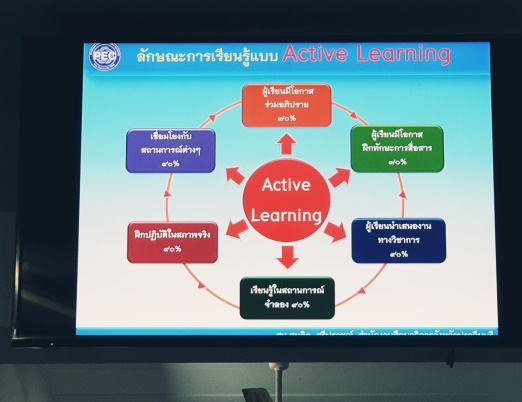 PEC
ลักษณะการเรียนรู้แบบ Active Learning
ผู้เรียนมีโอกาส
ร่วมอภิปราย
๙๐%
ผู้เรียนมีโอกาส
ฝึกทักษะการสื่อสาร
๙๐%
ผู้เรียนนำเสนองาน
ทางวิชาการ
๙๐%
เรียนรู้ในสถานการณ์
จำลอง ๙๐%
ฝึกปฏิบัติในสภาพจริง
๙๐%
เชื่อมโยงกับ
สถานการณ์ต่างๆ
๙๐%
Active
Learning